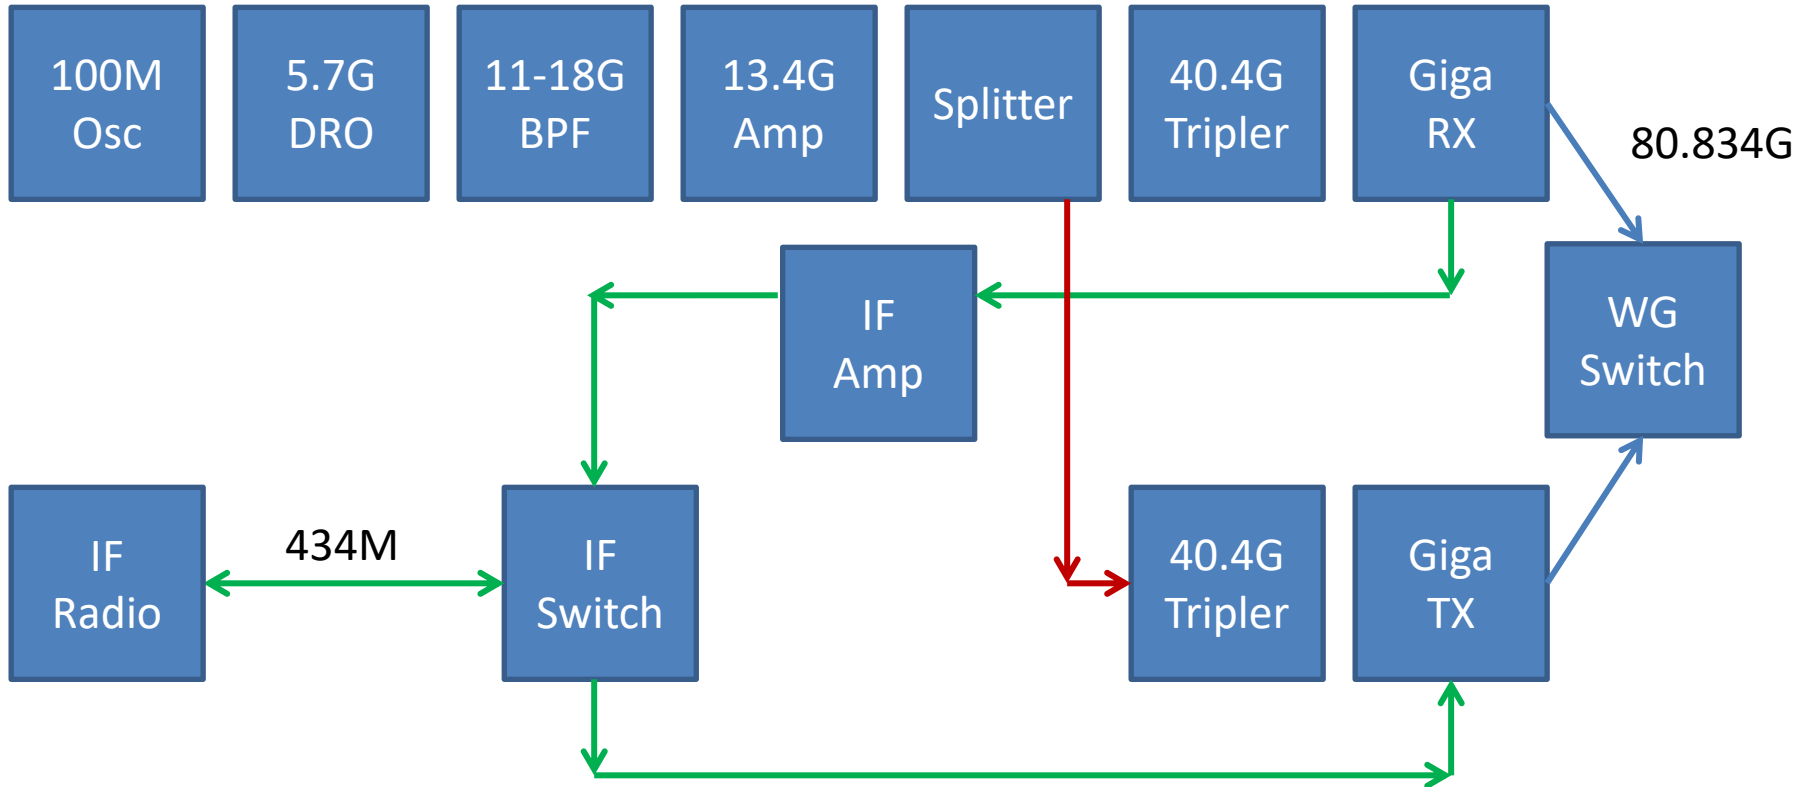 100M
Osc
5.7G
DRO
11-18G
BPF
13.4G
Amp
Splitter
40.4G
Tripler
Giga
RX
80.834G
IF
Amp
WG
Switch
IF
Radio
434M
IF
Switch
40.4G
Tripler
Giga
TX